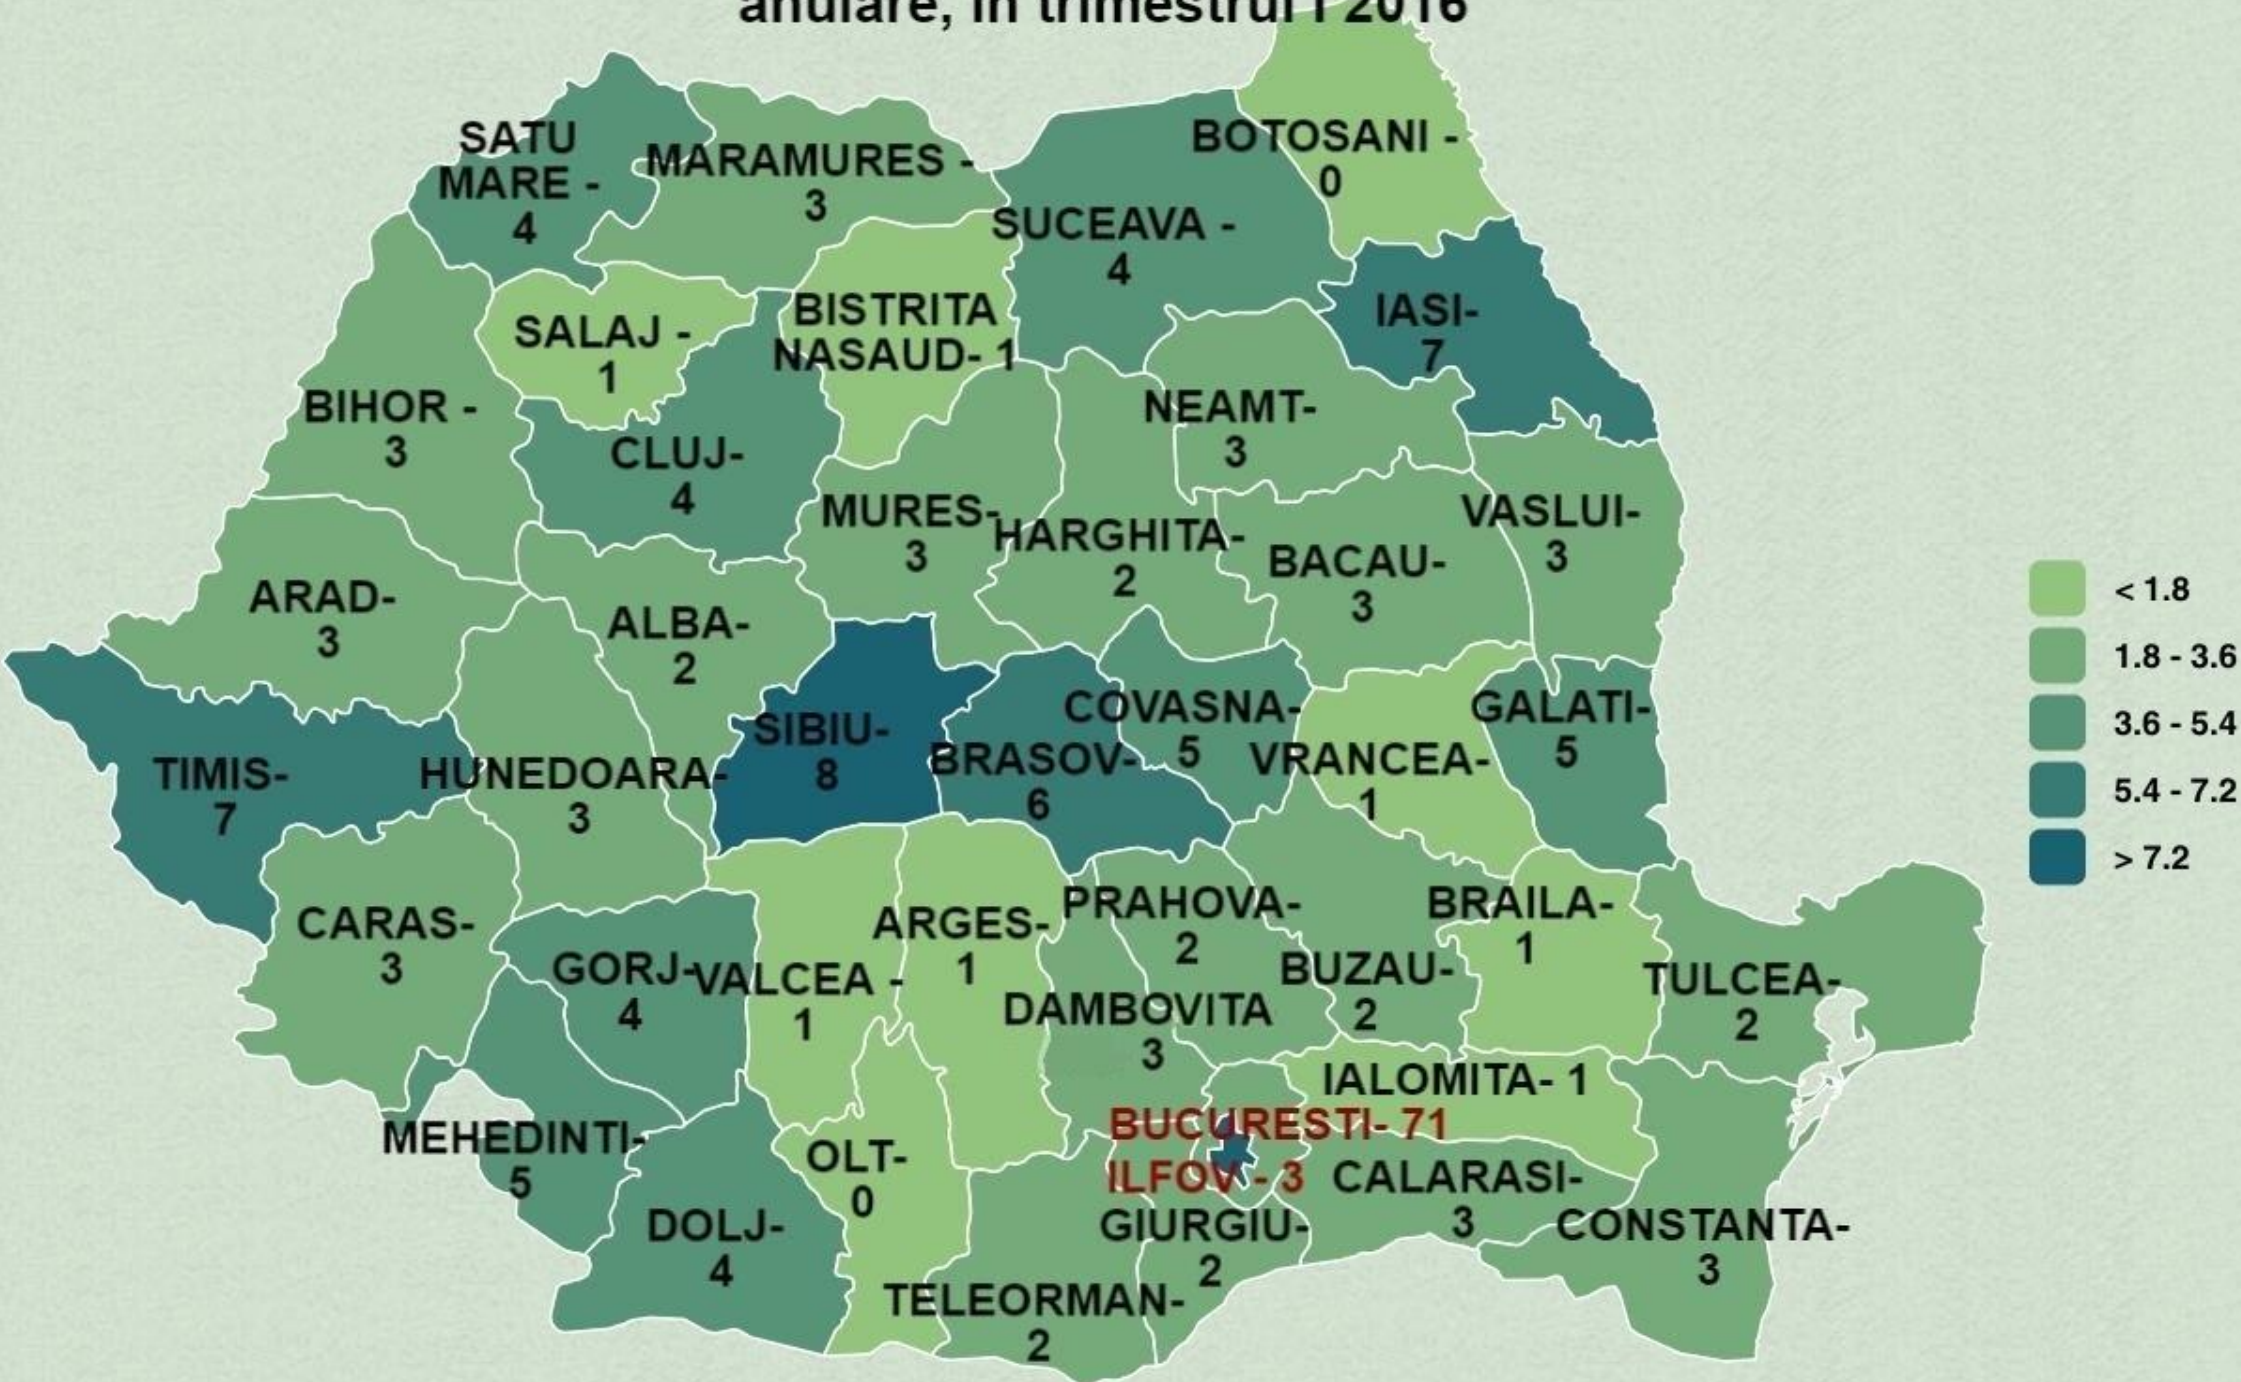 anulare, în trimestrul I 2016
SATU
MARE -
4
MARAMURES -
3
BOTOSANI -
0
SUCEAVA -
4
SALAJ -
1
BISTRITA
NASAUD- 1
IASI-
7
BIHOR -
3
CLUJ-
4
NEAMT-
3
MURES-
3
HARGHITA-
2
BACAU-
3
VASLUI-
3
ARAD-
3
ALBA-
2
TIMIS-
7
HUNEDOARA-
3
SIBIU-
8
BRASOV-
6
COVASNA-
5
VRANCEA-
1
GALATI-
5
CARAS-
3
GORJ-
4
VALCEA -
1
ARGES-
1
PRAHOVA-
2
DAMBOVITA
3
BUZAU-
2
BRAILA-
1
TULCEA-
2
IALOMITA- 1
BUCURESTI- 71
ILFOV - 3
MEHEDINTI-
5
DOLJ-
4
OLT-
0
TELEORMAN-
2
GIURGIU-
2
CALARASI-
3
CONSTANTA-
3
< 1.8
1.8 - 3.6
3.6 - 5.4
5.4 - 7.2
> 7.2